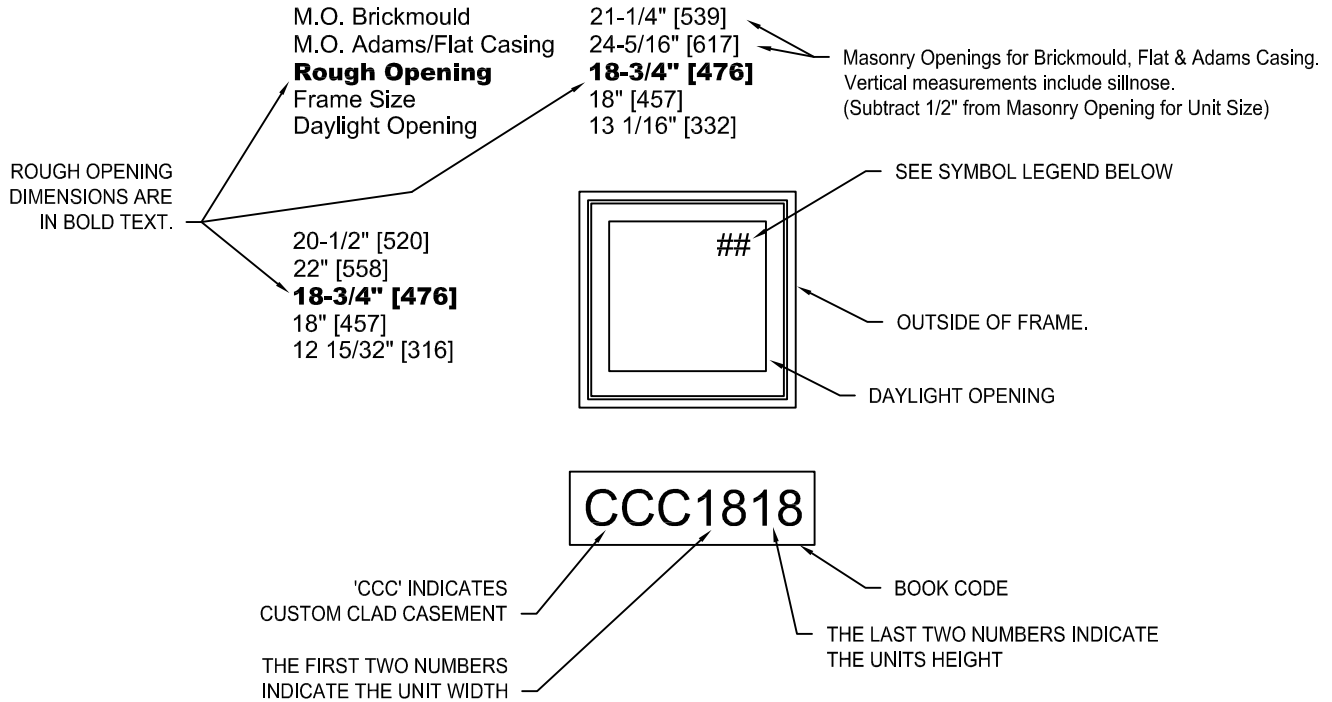 M.O. Brickmould 21-1/4" [539]
M.O. Adams/Flat Casing 24-5/16" [617]
Rough Opening 18-3/4" [476]
Frame Size 18" [457]
Daylight Opening 13 1/16" [332]
Masonry Openings for Brickmould, Flat & Adams Casing.
Vertical measurements include sillnose.
(Subtract 1/2" from Masonry Opening for Unit Size)
ROUGH OPENING
DIMENSIONS ARE
IN BOLD TEXT.
SEE SYMBOL LEGEND BELOW
##
20-1/2" [520]
22" [558]
18-3/4" [476]
18" [457]
12 15/32" [316]
OUTSIDE OF FRAME.
DAYLIGHT OPENING
CCC1818
'CCC' INDICATES
CUSTOM CLAD CASEMENT
BOOK CODE
THE LAST TWO NUMBERS INDICATE
THE UNITS HEIGHT
THE FIRST TWO NUMBERS
INDICATE THE UNIT WIDTH